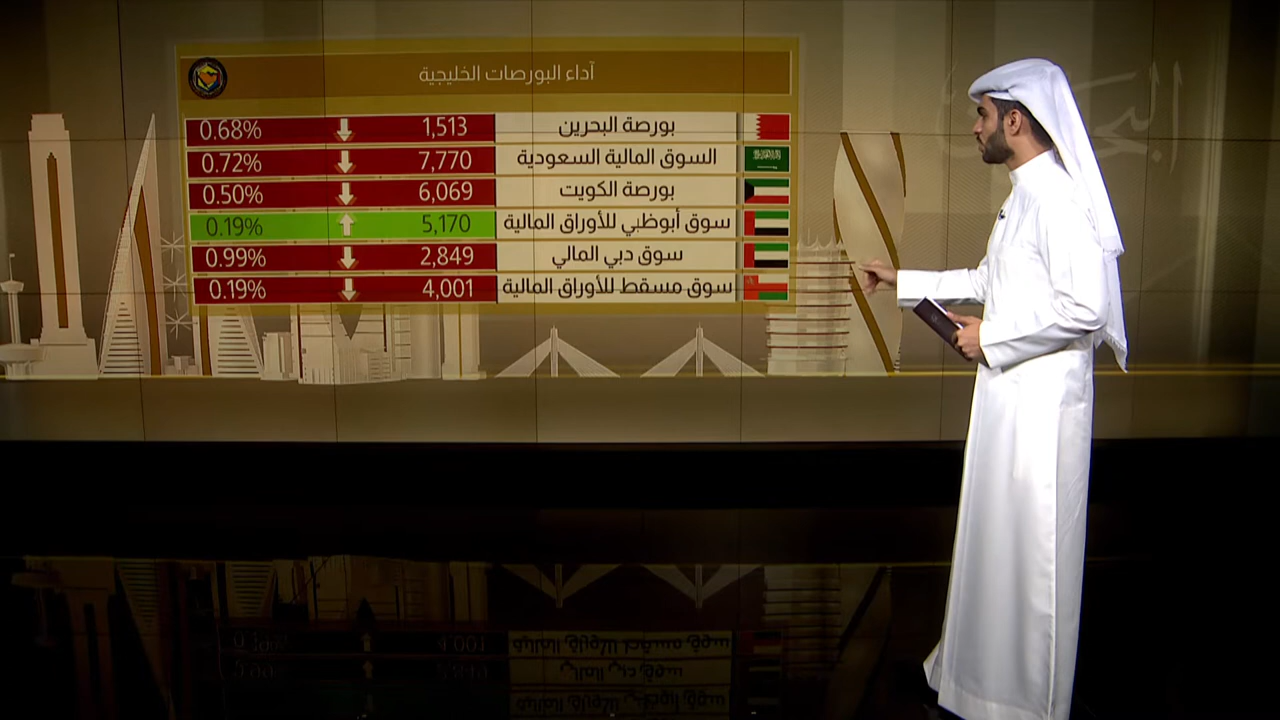 آداء البورصات الخليجية
بورصة البحرين 1,513 0.68%
السوق المالية السعودية 7,770 0.72%
بورصة الكويت 6,069 0.50%
سوق أبوظبي للأوراق المالية 5,170 0.19%
سوق دبي المالي 2,849 0.99%
سوق مسقط للأوراق المالية 4,001 0.19%